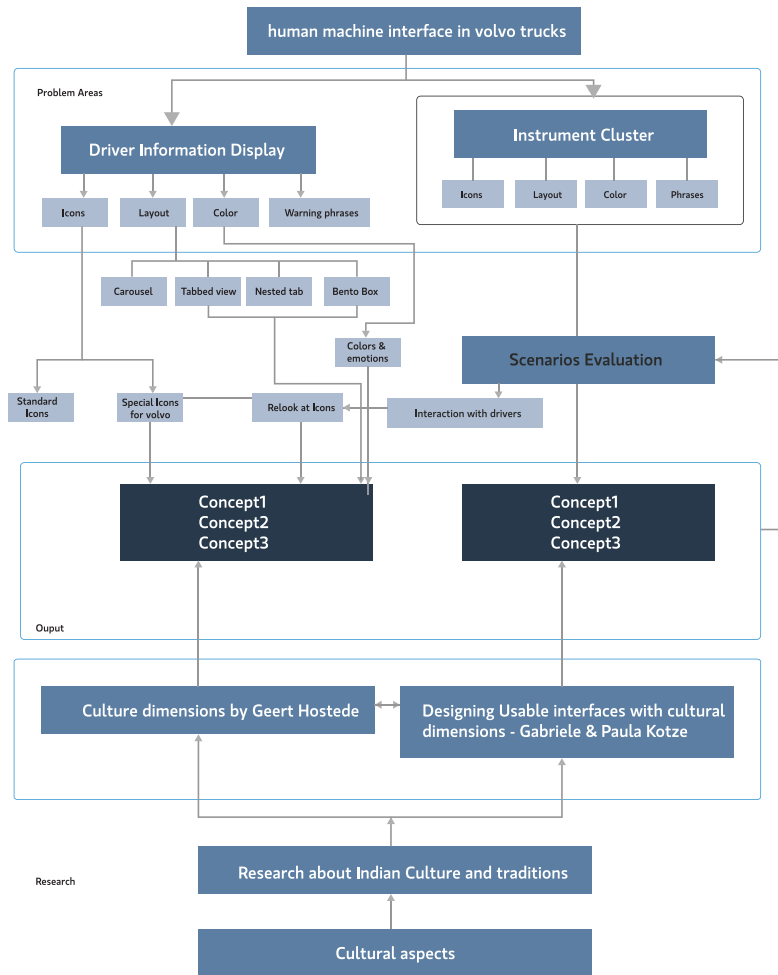 human machine interface in volvo trucks
Problem Areas
Driver Information Display
Instrument Cluster
Icons
Layout
Color
Phrases
Icons
Layout
Color
Warning phrases
Carousel
Tabbed view
Nested tab
Bento Box
Colors &
emotions
Scenarios Evaluation
Standard
Icons
Special Icons
for volvo
Relook at Icons
Interaction with drivers
Concept1
Concept2
Concept3
Concept1
Concept2
Concept3
Ouput
Culture dimensions by Geert Hostede
Designing Usable interfaces with cultural
dimensions - Gabriele & Paula Kotze
Research about Indian Culture and traditions
Research
Cultural aspects